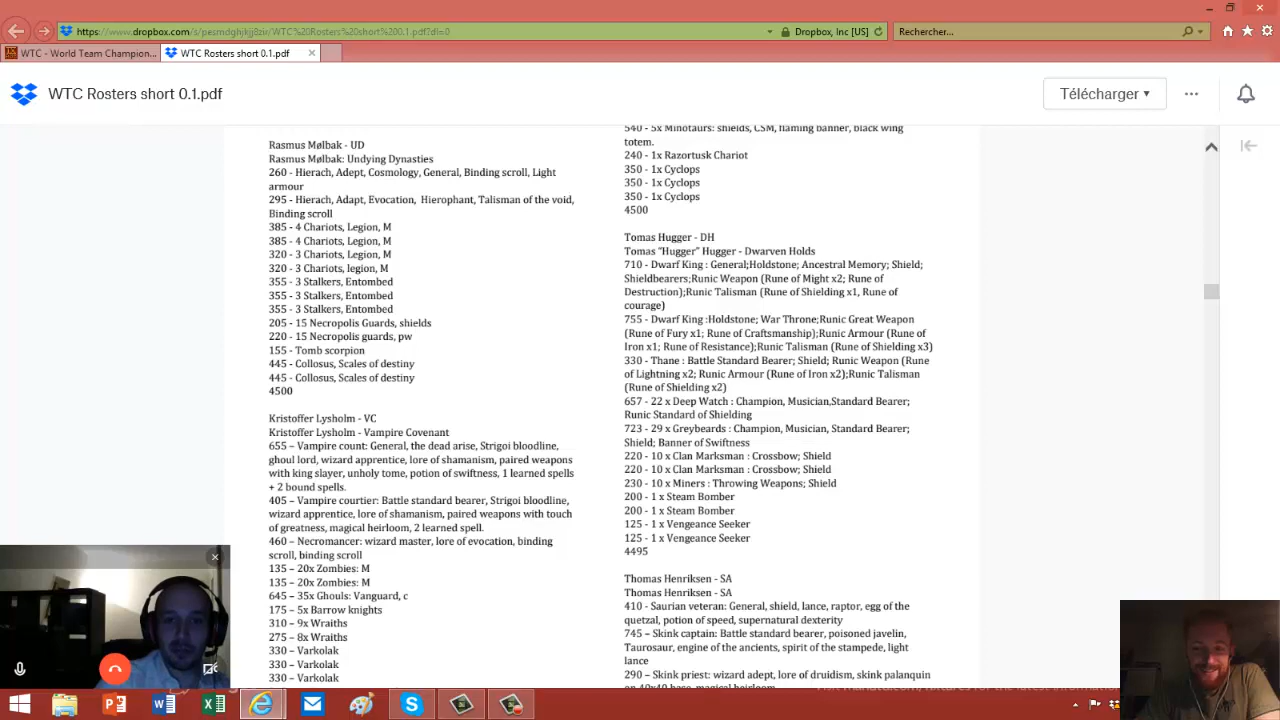 https://www.dropbox.com/s/pesmdghjkjj8zir/WTC%20Rosters%20short%200.1.pdf?dl=0
Dropbox, Inc [US]
Rechercher...
WTC - World Team Champion...
WTC Rosters short 0.1.pdf
WTC Rosters short 0.1.pdf
Télécharger
Rasmus Mølbak - UD
Rasmus Mølbak: Undying Dynasties
260 - Hierach, Adept, Cosmology, General, Binding scroll, Light
armour
295 - Hierach, Adapt, Evocation, Hierophant, Talisman of the void,
Binding scroll
385 - 4 Chariots, Legion, M
385 - 4 Chariots, Legion, M
320 - 3 Chariots, Legion, M
320 - 3 Chariots, legion, M
355 - 3 Stalkers, Entombed
355 - 3 Stalkers, Entombed
355 - 3 Stalkers, Entombed
205 - 15 Necropolis Guards, shields
220 - 15 Necropolis guards, pw
155 - Tomb scorpion
445 - Collosus, Scales of destiny
445 - Collosus, Scales of destiny
4500
Kristoffer Lysholm - VC
Kristoffer Lysholm - Vampire Covenant
655 – Vampire count: General, the dead arise, Strigoi bloodline,
ghoul lord, wizard apprentice, lore of shamanism, paired weapons
with king slayer, unholy tome, potion of swiftness, 1 learned spells
+ 2 bound spells.
405 – Vampire courtier: Battle standard bearer, Strigoi bloodline,
wizard apprentice, lore of shamanism, paired weapons with touch
of greatness, magical heirloom, 2 learned spell.
460 – Necromancer: wizard master, lore of evocation, binding
scroll, binding scroll
135 – 20x Zombies: M
135 – 20x Zombies: M
645 – 35x Ghouls: Vanguard, c
175 – 5x Barrow knights
310 – 9x Wraiths
275 – 8x Wraiths
330 – Varkolak
330 – Varkolak
330 – Varkolak
540 - 5x Minotaurs: shields, CSM, flaming banner, black wing
totem.
240 - 1x Razortusk Chariot
350 - 1x Cyclops
350 - 1x Cyclops
350 - 1x Cyclops
4500
Tomas Hugger - DH
Tomas "Hugger" Hugger - Dwarven Holds
710 - Dwarf King : General;Holdstone; Ancestral Memory; Shield;
Shieldbearers;Runic Weapon (Rune of Might x2; Rune of
Destruction);Runic Talisman (Rune of Shielding x1, Rune of
courage)
755 - Dwarf King :Holdstone; War Throne;Runic Great Weapon
(Rune of Fury x1; Rune of Craftsmanship);Runic Armour (Rune of
Iron x1; Rune of Resistance);Runic Talisman (Rune of Shielding x3)
330 - Thane : Battle Standard Bearer; Shield; Runic Weapon (Rune
of Lightning x2; Runic Armour (Rune of Iron x2);Runic Talisman
(Rune of Shielding x2)
657 - 22 x Deep Watch : Champion, Musician,Standard Bearer;
Runic Standard of Shielding
723 - 29 x Greybeards : Champion, Musician, Standard Bearer;
Shield; Banner of Swiftness
220 - 10 x Clan Marksman : Crossbow; Shield
220 - 10 x Clan Marksman : Crossbow; Shield
230 - 10 x Miners : Throwing Weapons; Shield
200 - 1 x Steam Bomber
200 - 1 x Steam Bomber
125 - 1 x Vengeance Seeker
125 - 1 x Vengeance Seeker
4495
Thomas Henriksen - SA
Thomas Henriksen - SA
410 - Saurian veteran: General, shield, lance, raptor, egg of the
quetzal, potion of speed, supernatural dexterity
745 – Skink captain: Battle standard bearer, poisoned javelin,
Taurosaur, engine of the ancients, spirit of the stampede, light
lance
290 – Skink priest: wizard adept, lore of druidism, skink palanquin
on 40x40 base, magical heirloom